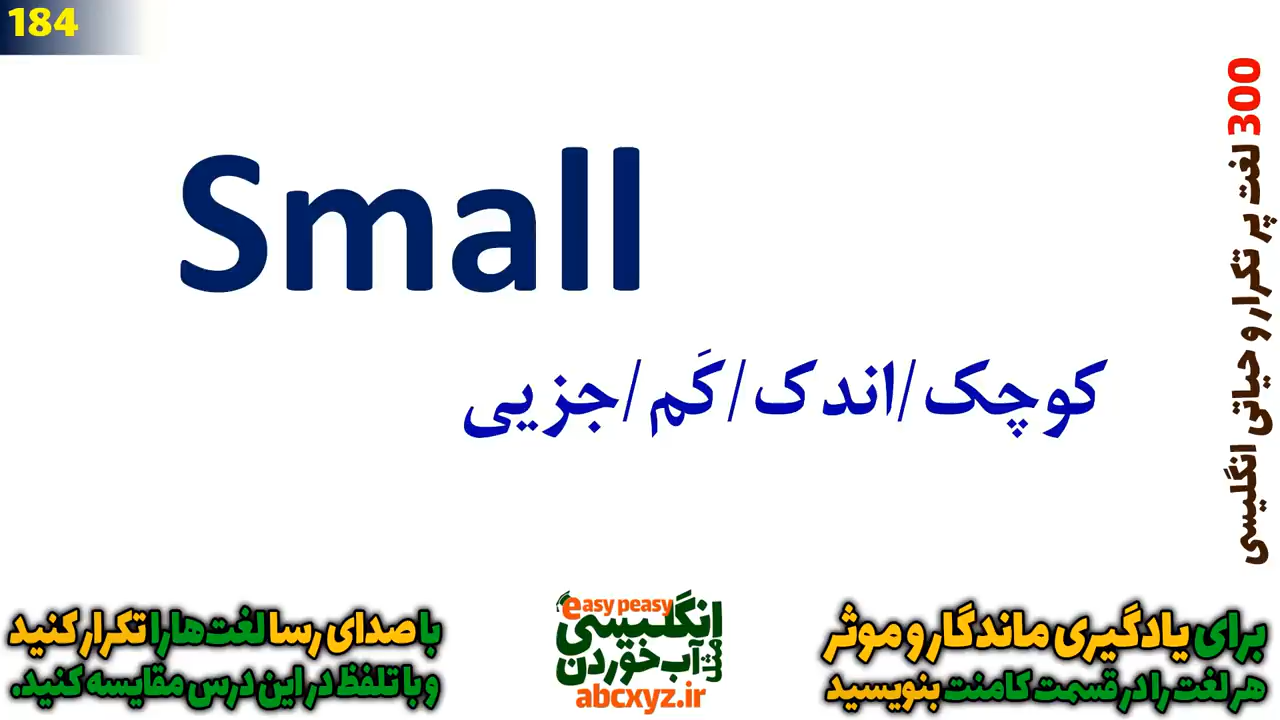 184
Small
کوچک/اندک/کَم/جزیی
300 لغت پر تکرار و حیاتی انگلیسی
برای یادگیری ماندگار و موثر
هر لغت را در قسمت کامنت بنویسید
easy peasy
انگلیسی
مثل آب خوردن
abcxyz.ir
با صدای رسا لغت‌ها را تکرار کنید
و با تلفظ در این درس مقایسه کنید.